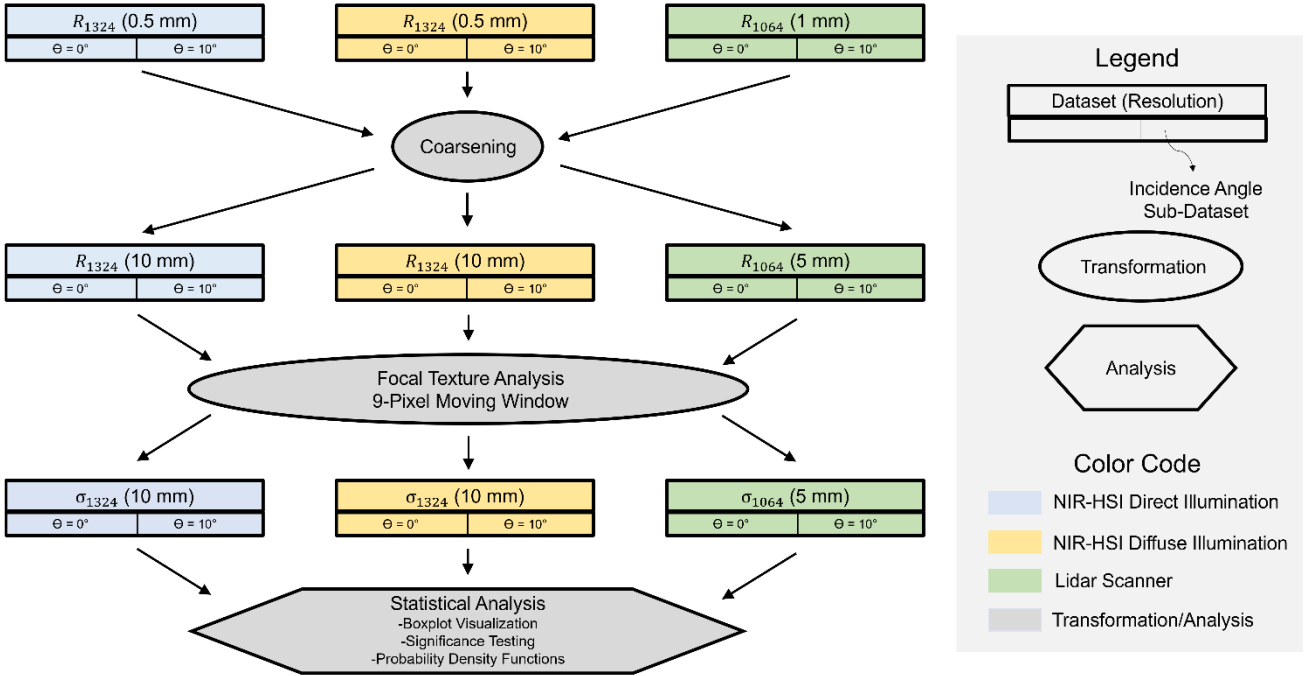 R1324 (0.5 mm)
ϴ = 0° ϴ = 10°
R1324 (0.5 mm)
ϴ = 0° ϴ = 10°
R1064 (1 mm)
ϴ = 0° ϴ = 10°
Coarsening
R1324 (10 mm)
ϴ = 0° ϴ = 10°
R1324 (10 mm)
ϴ = 0° ϴ = 10°
R1064 (5 mm)
ϴ = 0° ϴ = 10°
Focal Texture Analysis
9-Pixel Moving Window
σ1324 (10 mm)
ϴ = 0° ϴ = 10°
σ1324 (10 mm)
ϴ = 0° ϴ = 10°
σ1064 (5 mm)
ϴ = 0° ϴ = 10°
Statistical Analysis
-Boxplot Visualization
-Significance Testing
-Probability Density Functions
Legend
Dataset (Resolution)
Incidence Angle
Sub-Dataset
Transformation
Analysis
Color Code
NIR-HSI Direct Illumination
NIR-HSI Diffuse Illumination
Lidar Scanner
Transformation/Analysis